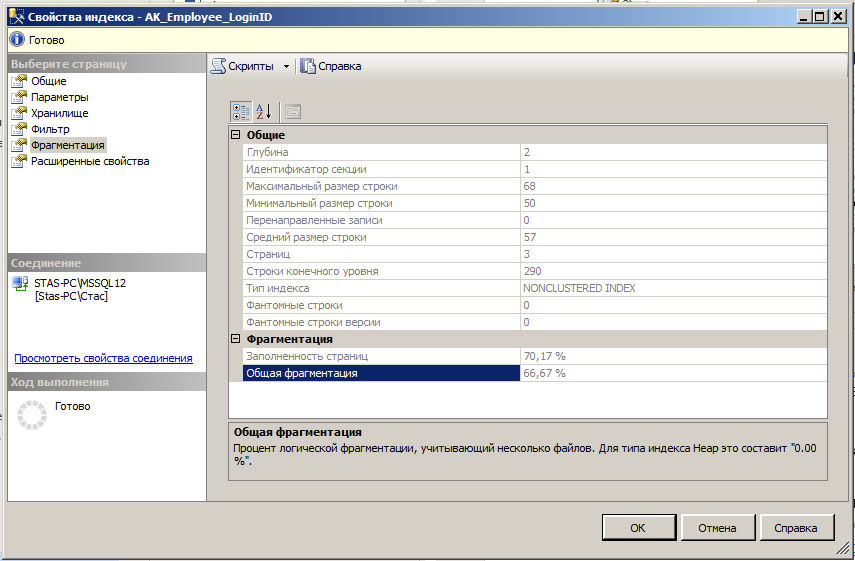 Свойства индекса - AK_Employee_LoginID
Готово
Выберите страницу
Общие
Параметры
Хранилище
Фильтр
Фрагментация
Расширенные свойства
Соединение
STAS-PC\MSSQL12
[Stas-PC\Стас]
Просмотреть свойства соединения
Ход выполнения
Готово
Скрипты Справка
Общие
Глубина 2
Идентификатор секции 1
Максимальный размер строки 68
Минимальный размер строки 50
Перенаправленные записи 0
Средний размер строки 57
Страниц 3
Строки конечного уровня 290
Тип индекса NONCLUSTERED INDEX
Фантомные строки 0
Фантомные строки версии 0
Фрагментация
Заполненность страниц 70,17 %
Общая фрагментация 66,67 %
Общая фрагментация
Процент логической фрагментации, учитывающий несколько файлов. Для типа индекса Heap это составит "0.00
%".
ОК Отмена Справка